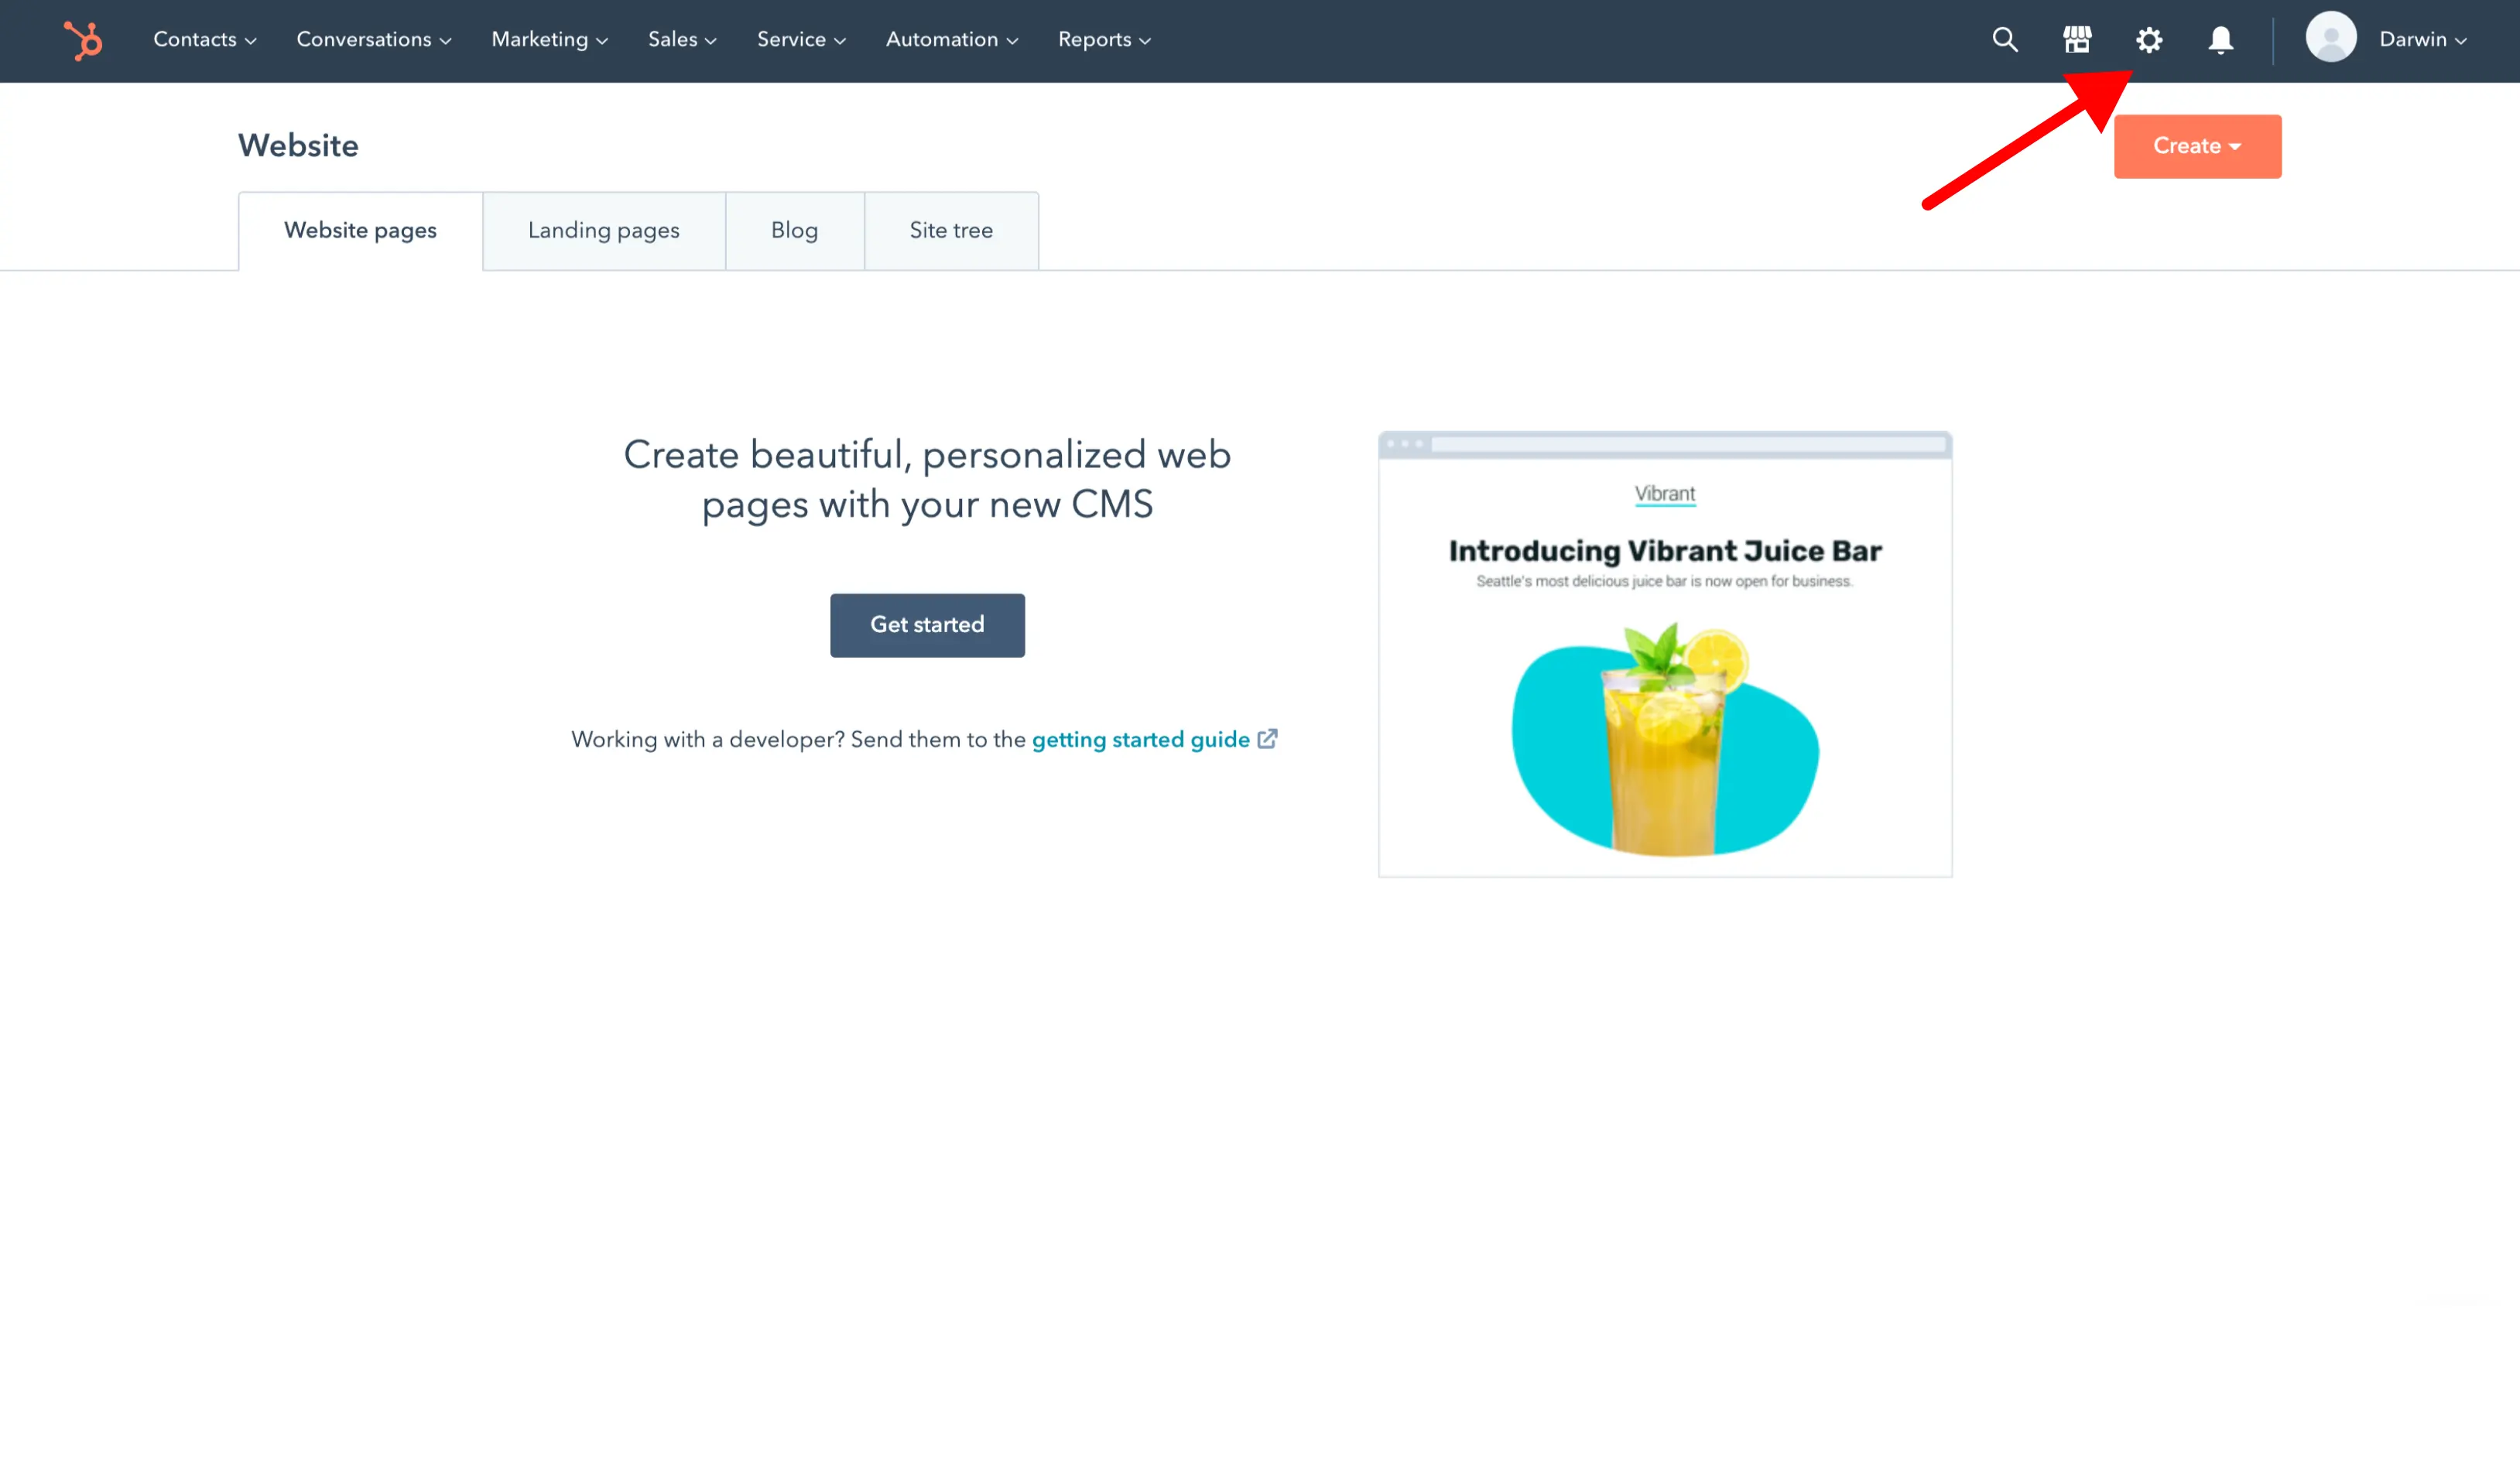 Contacts Conversations Marketing Sales Service Automation Reports Darwin
Website
Create
Website pages Landing pages Blog Site tree
Create beautiful, personalized web
pages with your new CMS
Get started
Working with a developer? Send them to the getting started guide
Vibrant
Introducing Vibrant Juice Bar
Seattle's most delicious juice bar is now open for business.